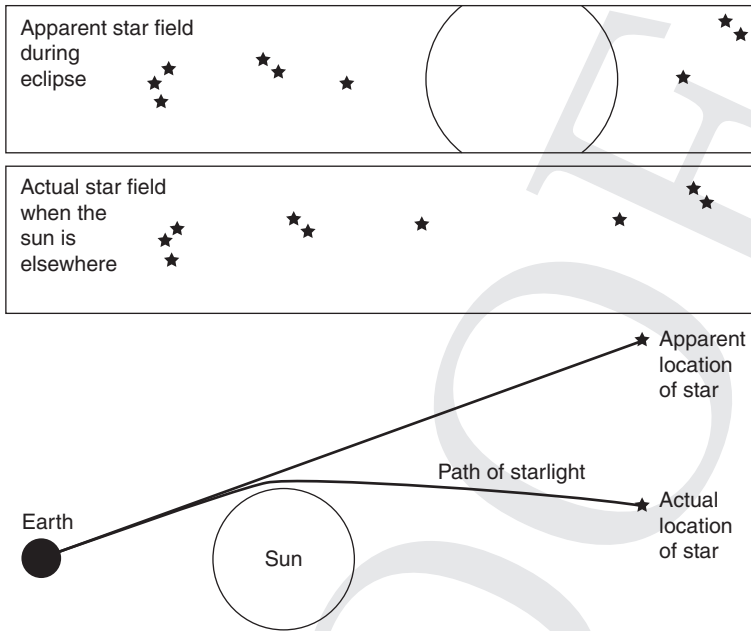 Apparent star field
during
eclipse
Actual star field
when the
sun is
elsewhere
Apparent
location
of star
Path of starlight
Actual
location
of star
Earth
Sun